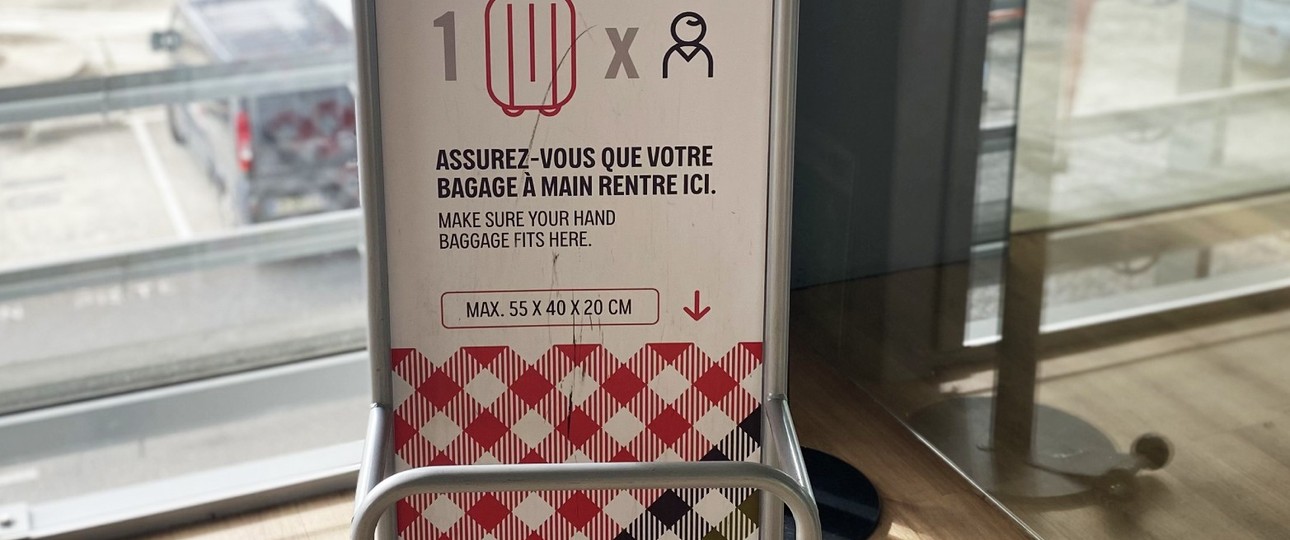 1 X
ASSUREZ-VOUS QUE VOTRE
BAGAGE À MAIN RENTRE ICI.
MAKE SURE YOUR HAND
BAGGAGE FITS HERE.
MAX. 55 X 40 X 20 CM